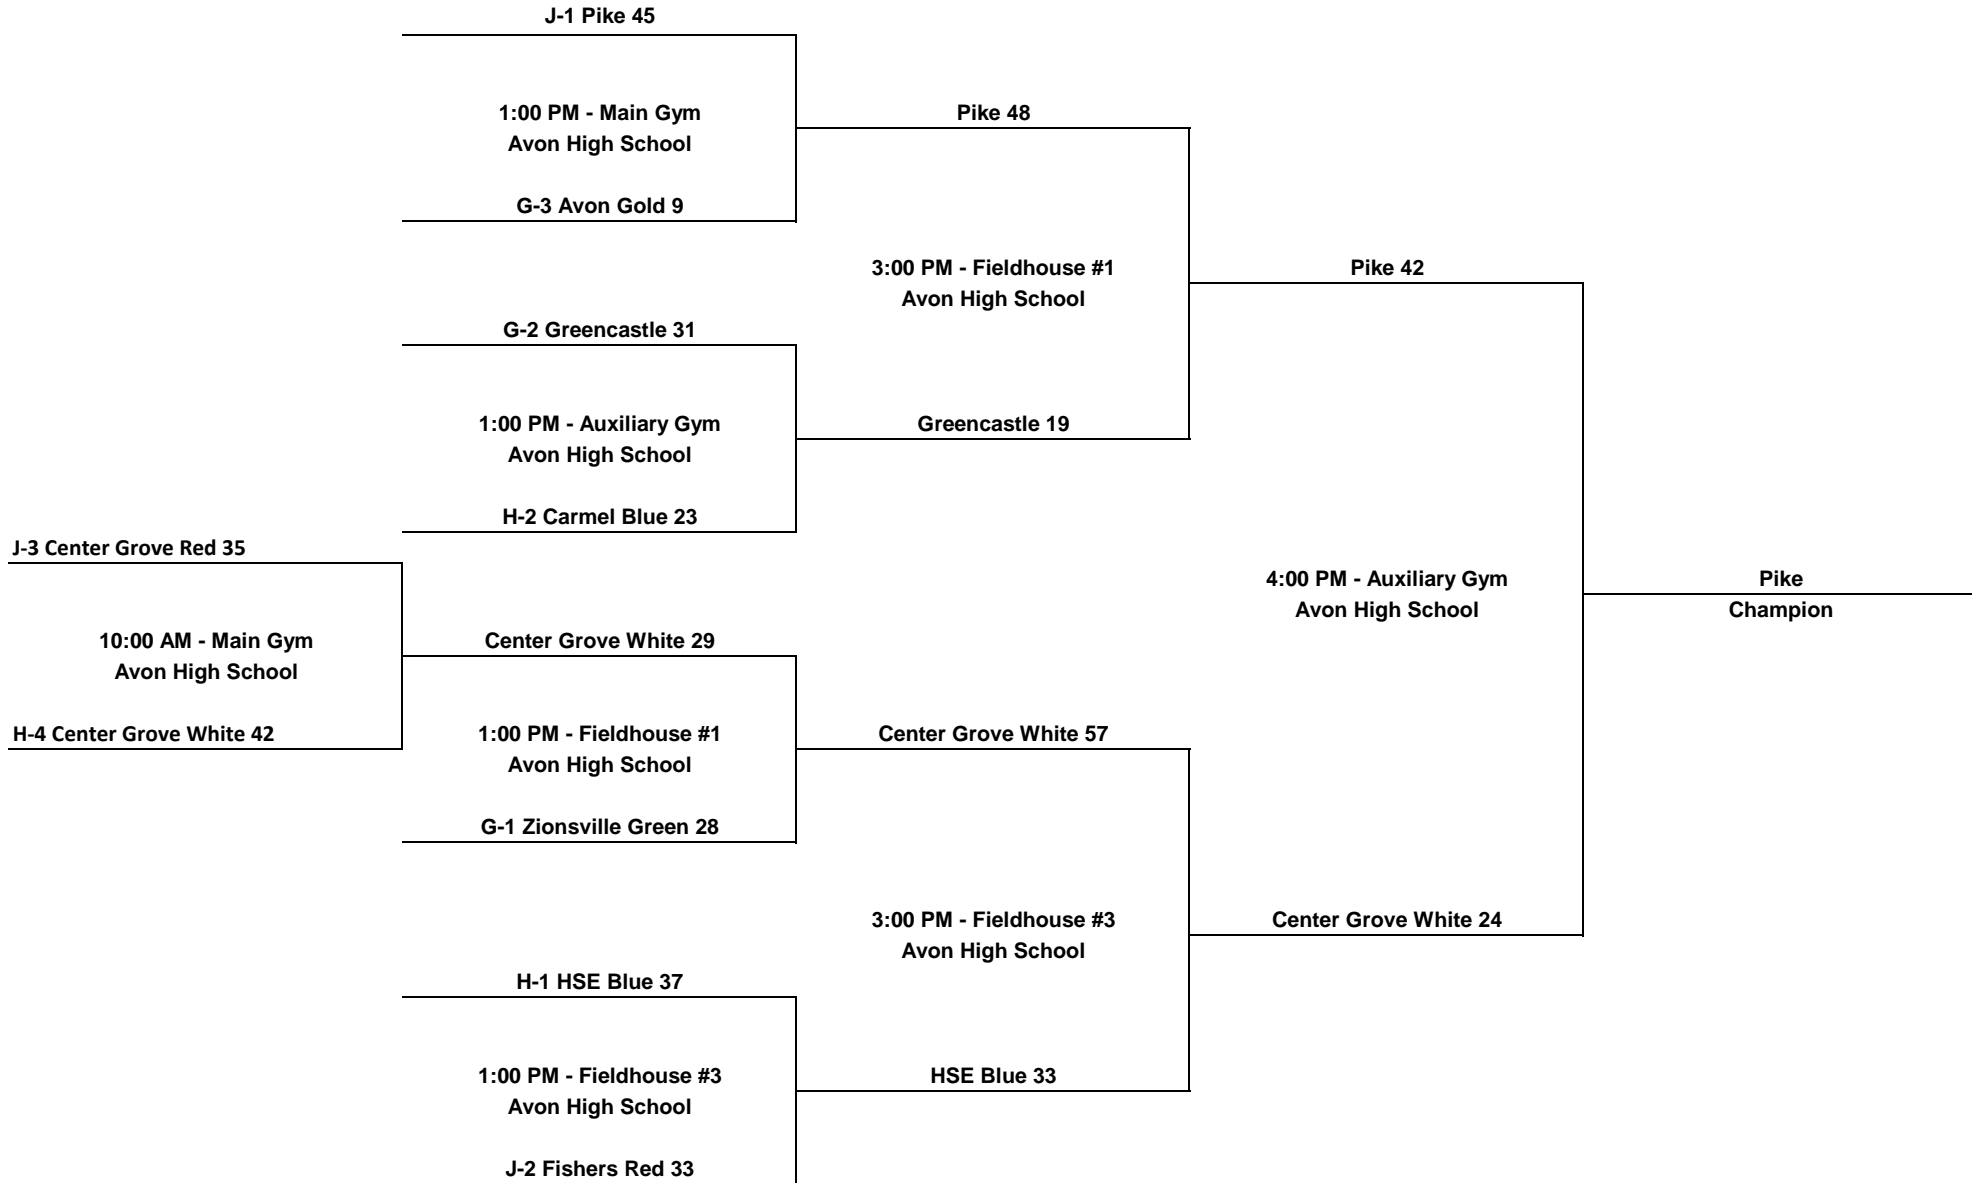 J-1 Pike 45
1:00 PM - Main Gym
Avon High School
Pike 48
G-3 Avon Gold 9
3:00 PM - Fieldhouse #1
Avon High School
Pike 42
G-2 Greencastle 31
1:00 PM - Auxiliary Gym
Avon High School
Greencastle 19
H-2 Carmel Blue 23
J-3 Center Grove Red 35
4:00 PM - Auxiliary Gym
Avon High School
Pike
Champion
10:00 AM - Main Gym
Avon High School
Center Grove White 29
H-4 Center Grove White 42
1:00 PM - Fieldhouse #1
Avon High School
Center Grove White 57
G-1 Zionsville Green 28
3:00 PM - Fieldhouse #3
Avon High School
Center Grove White 24
H-1 HSE Blue 37
1:00 PM - Fieldhouse #3
Avon High School
HSE Blue 33
J-2 Fishers Red 33